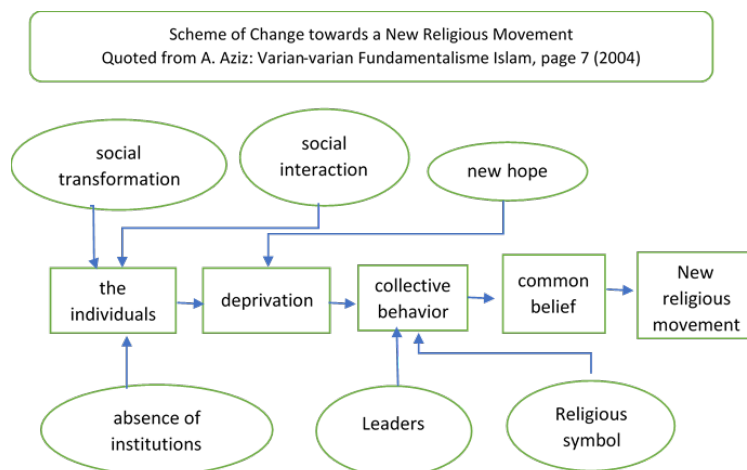 Scheme of Change towards a New Religious Movement
Quoted from A. Aziz: Varian-varian Fundamentalisme Islam, page 7 (2004)
social
transformation
social
interaction
new hope
the
individuals
deprivation
collective
behavior
common
belief
New
religious
movement
absence of
institutions
Leaders
Religious
symbol